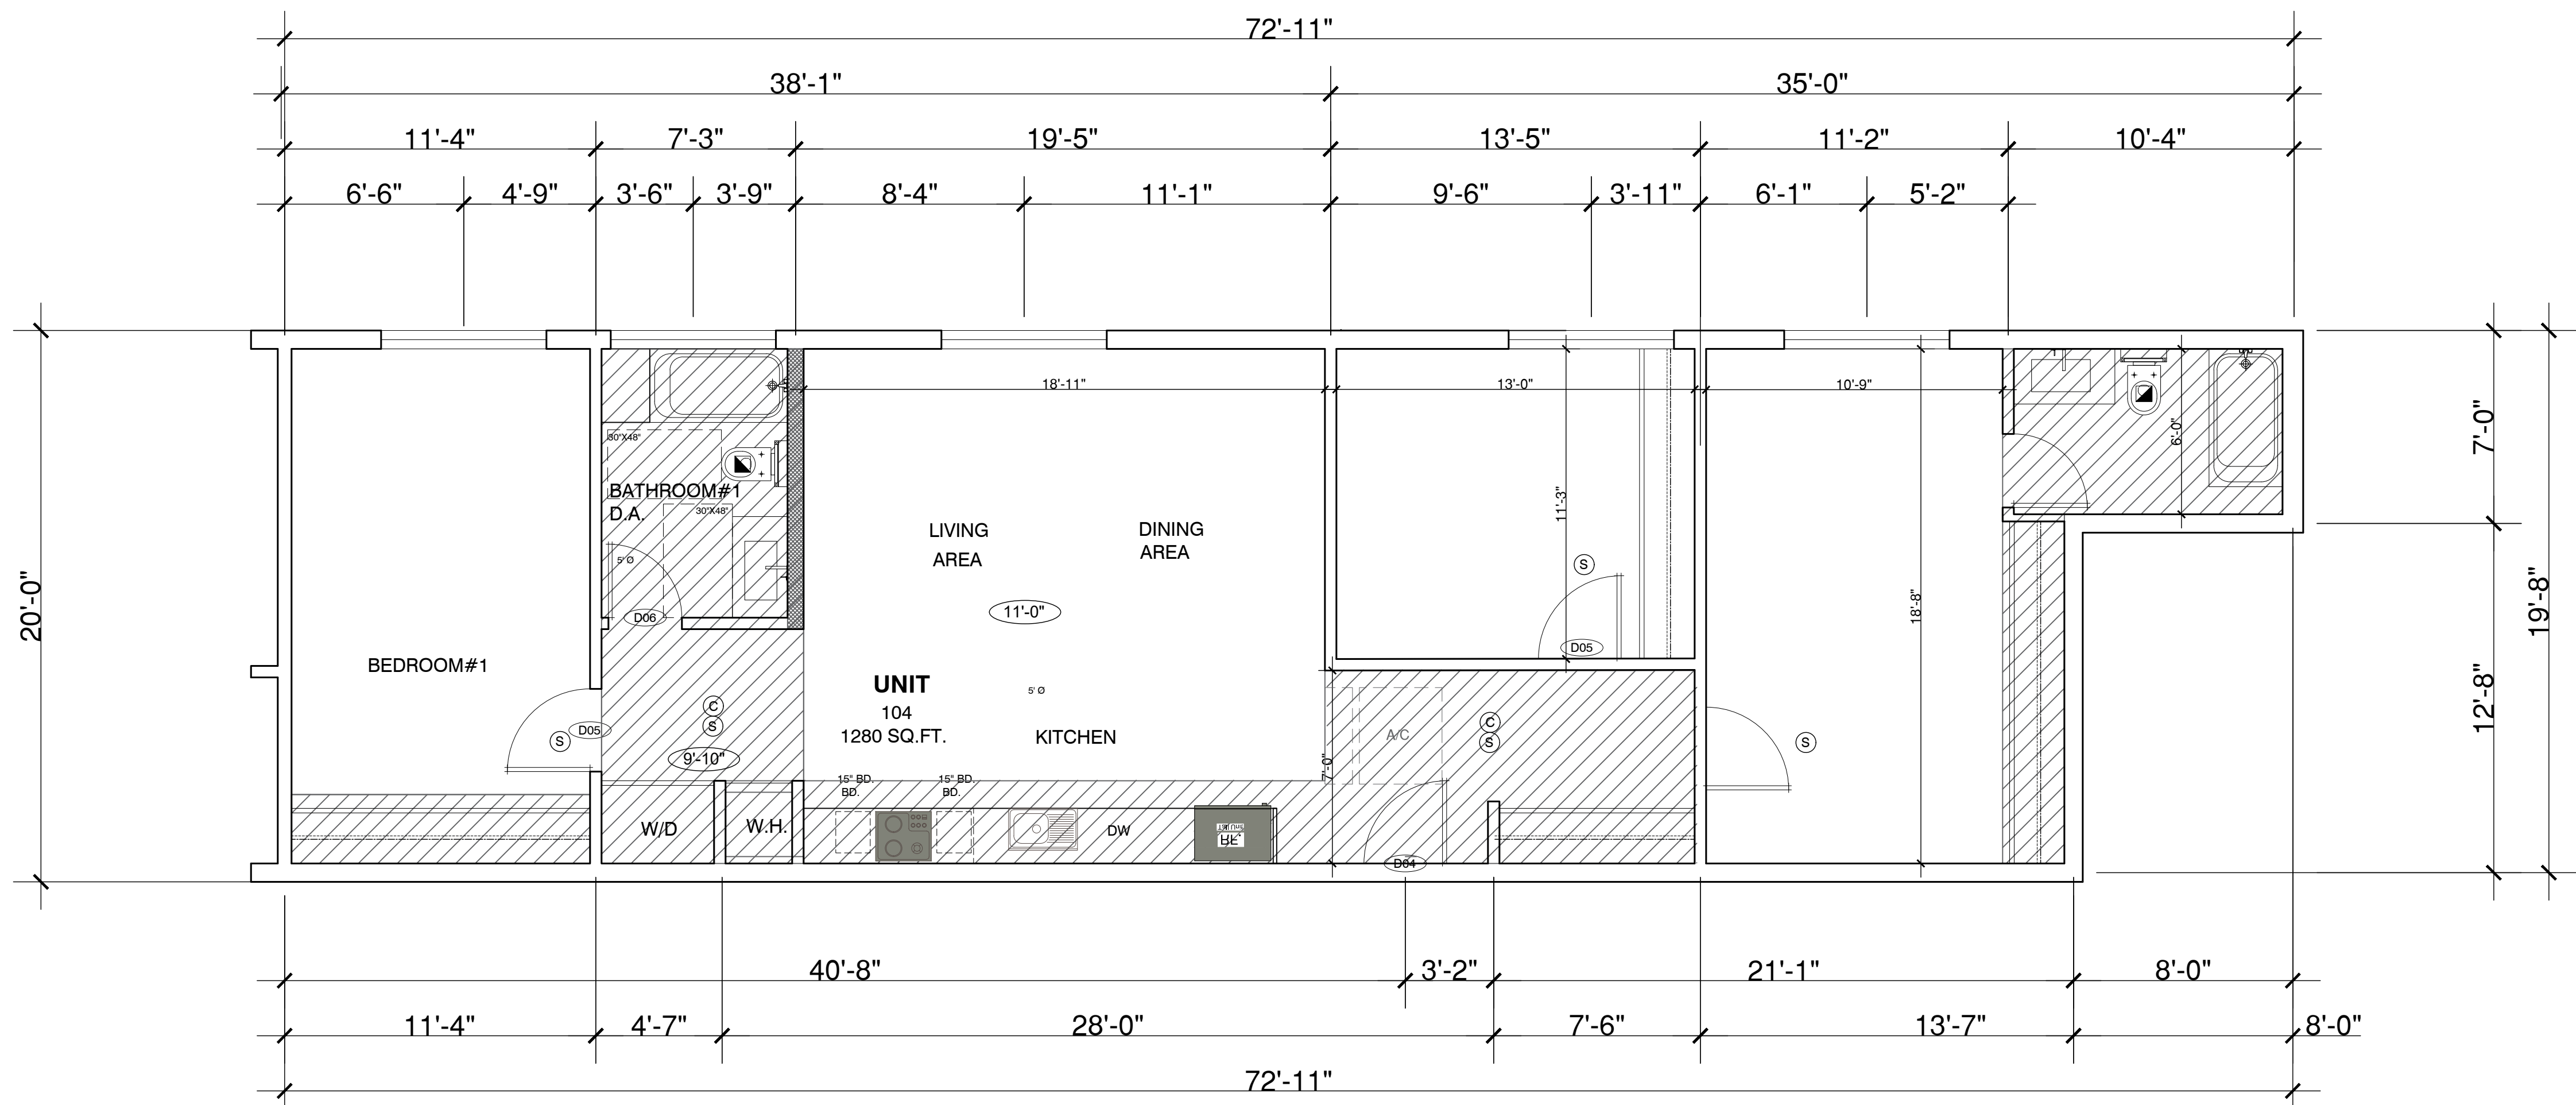 72'-11"
38'-1" 35'-0"
11'-4" 7'-3" 19'-5" 13'-5" 11'-2" 10'-4"
6'-6" 4'-9" 3'-6" 3'-9" 8'-4" 11'-1" 9'-6" 3'-11" 6'-1" 5'-2"
18'-11" 13'-0" 10'-9"
30"X48"
BATHROOM#1
D.A.
30"X48"
5' Ø
D06
LIVING
AREA
DINING
AREA
11'-0"
11'-3"
S
D05
18'-8"
6'-0"
7'-0"
20'-0"
19'-8"
12'-8"
BEDROOM#1
S
D05
C
S
9'-10"
UNIT
104
1280 SQ.FT.
5' Ø
KITCHEN
7'-0"
A/C
C
S
S
15" BD.
BD.
15" BD.
BD.
W/D
W.H.
DW
REF.
D04
40'-8" 3'-2" 21'-1" 8'-0"
11'-4" 4'-7" 28'-0" 7'-6" 13'-7" 8'-0"
72'-11"